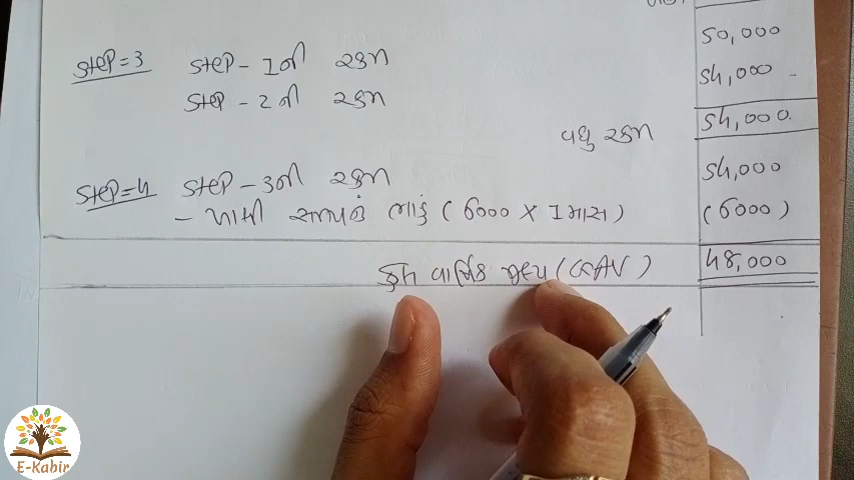 50,000
Step=3 Step - 1ની રકમ 54,000
Step - 2ની રકમ
વધુ રકમ 54,000.
Step=4 Step - 3ની રકમ 54,000
- ખાલી સમયનું ભાડું (6000 X 1 માસ) (6000)
કુલ વાર્ષિક મૂલ્ય (GAV) 48,000
E-Kabir